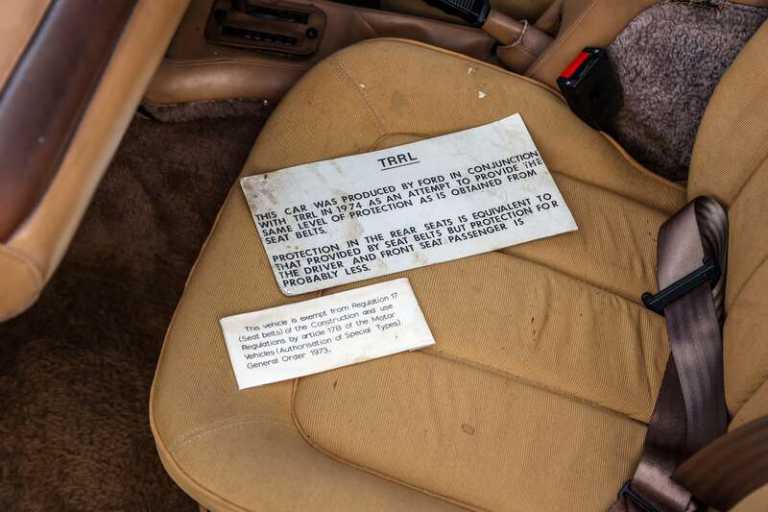 TRRL
THIS CAR WAS PRODUCED BY FORD IN CONJUNCTION
WITH TRRL IN 1974 AS AN ATTEMPT TO PROVIDE THE
SAME LEVEL OF PROTECTION AS IS OBTAINED FROM
SEAT BELTS.
PROTECTION IN THE REAR SEATS IS EQUIVALENT TO
THAT PROVIDED BY SEAT BELTS BUT PROTECTION FOR
THE DRIVER AND FRONT SEAT PASSENGER IS
PROBABLY LESS.
This vehicle is exempt from Regulation 17
(Seat belts) of the Construction and use
Regulations by article 17B of the Motor
Vehicles (Authorisation of Special Types)
General Order 1973.